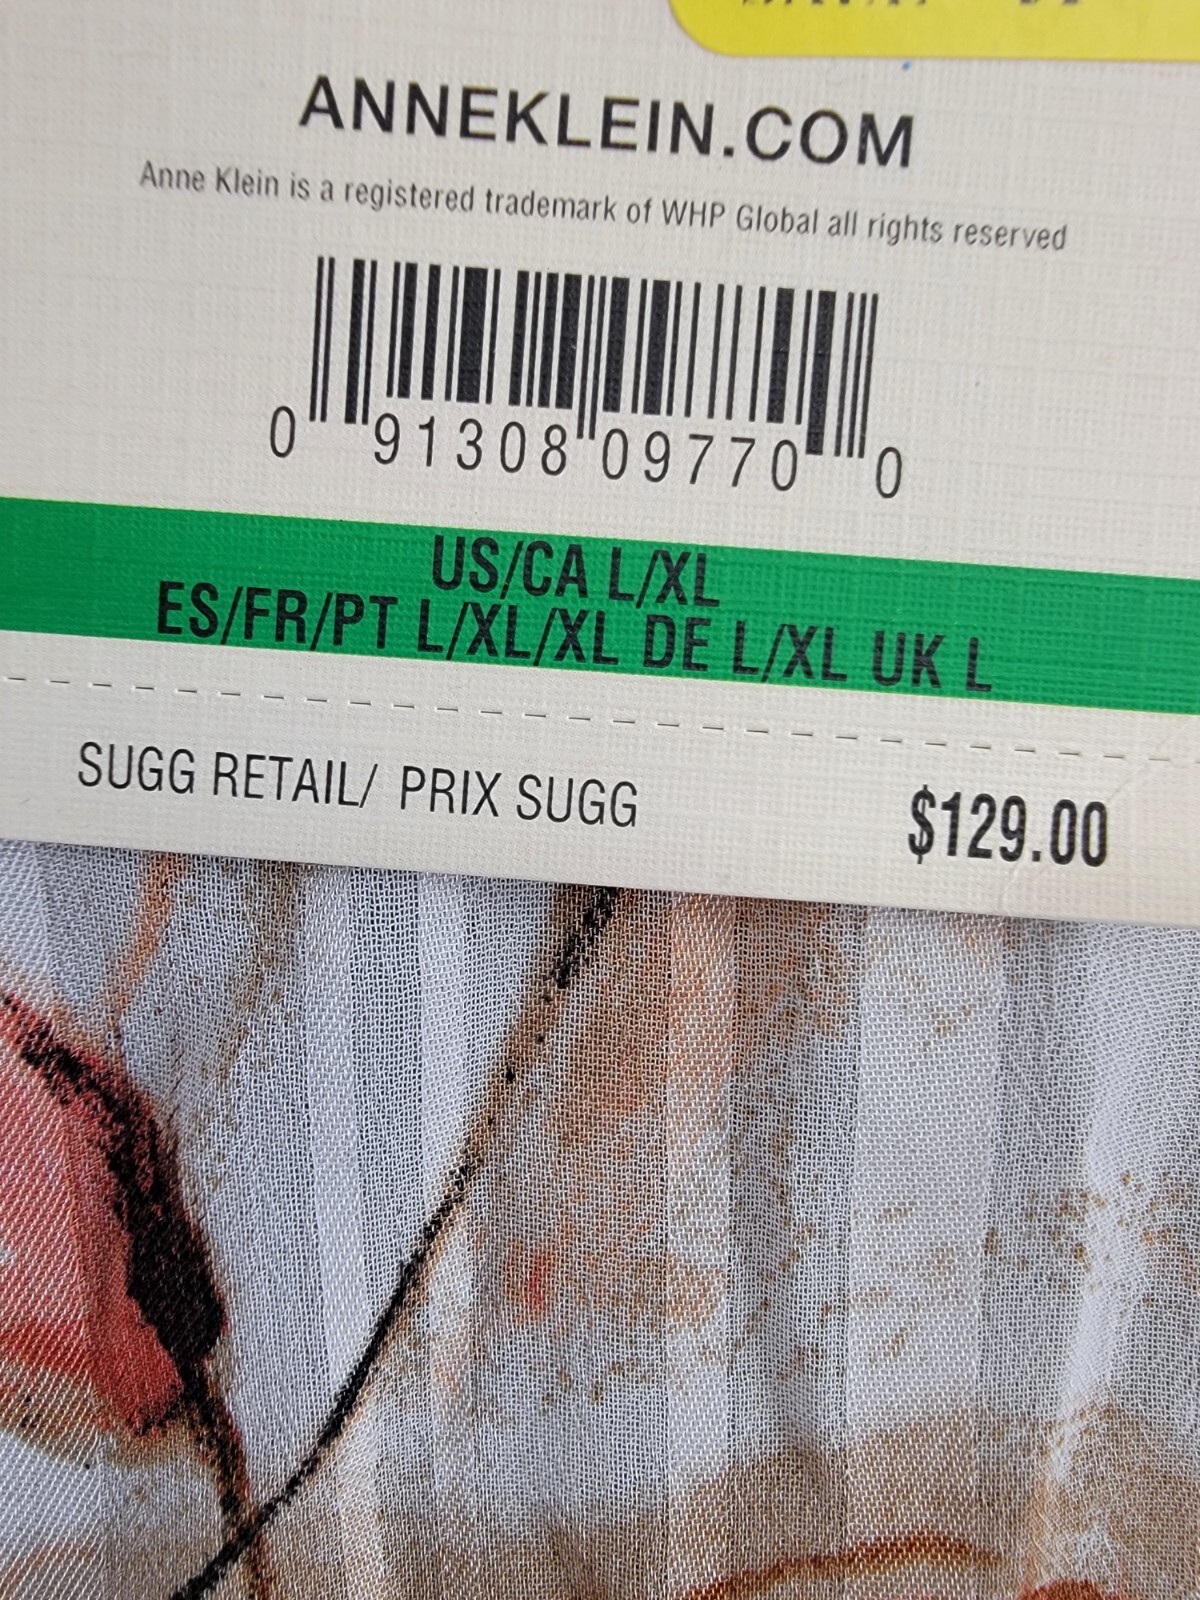 ANNEKLEIN.COM
Anne Klein is a registered trademark of WHP Global all rights reserved
0 91308 09770 0
US/CA L/XL
ES/FR/PT L/XL/XL DE L/XL UK L
SUGG RETAIL/ PRIX SUGG $129.00